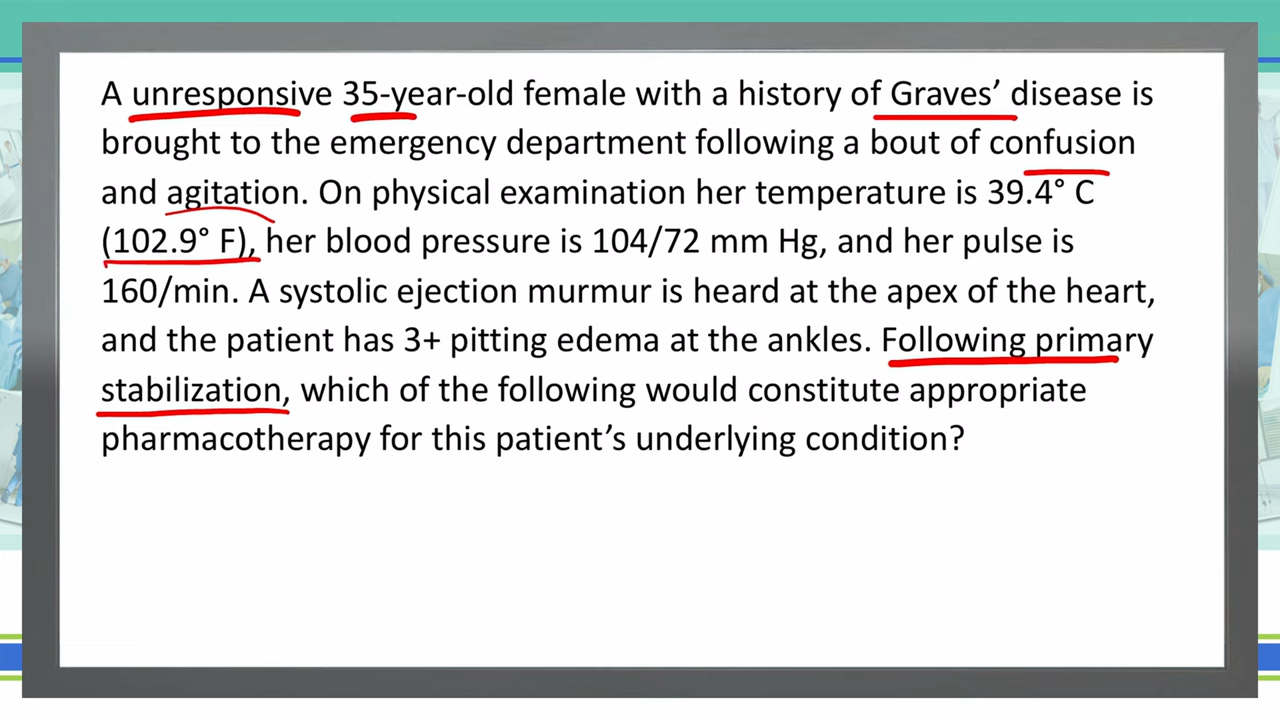 A unresponsive 35-year-old female with a history of Graves’ disease is
brought to the emergency department following a bout of confusion
and agitation. On physical examination her temperature is 39.4° C
(102.9° F), her blood pressure is 104/72 mm Hg, and her pulse is
160/min. A systolic ejection murmur is heard at the apex of the heart,
and the patient has 3+ pitting edema at the ankles. Following primary
stabilization, which of the following would constitute appropriate
pharmacotherapy for this patient’s underlying condition?